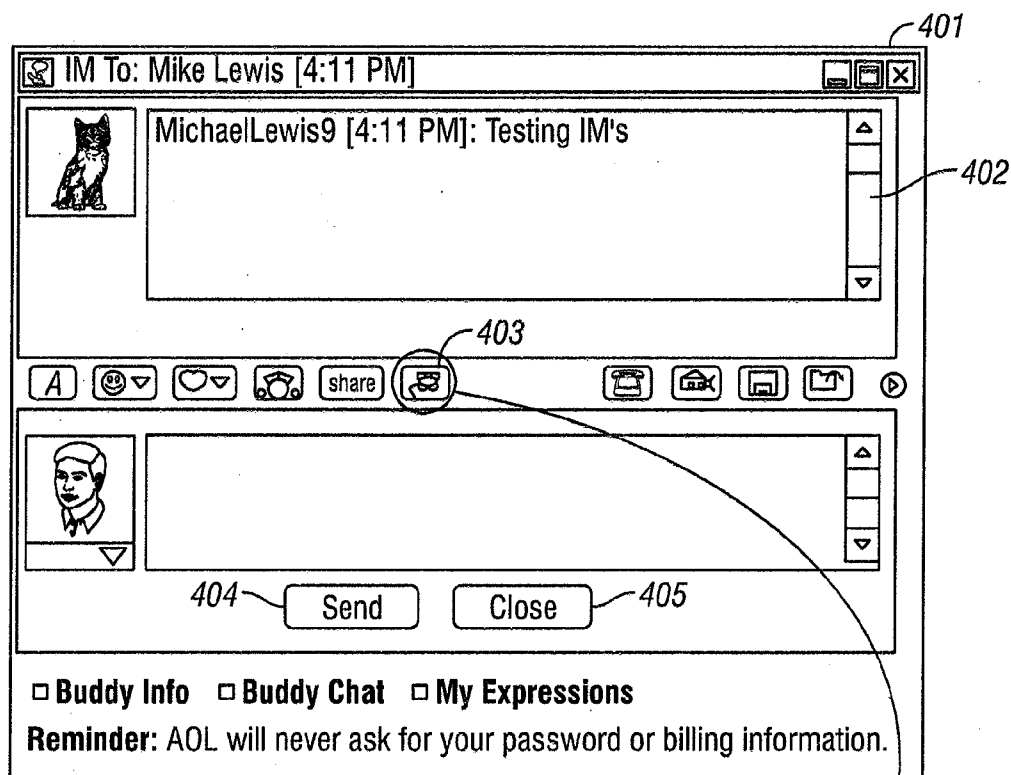 401
IM To: Mike Lewis [4:11 PM]
MichaelLewis9 [4:11 PM]: Testing IM's
402
403
A share
404 Send Close 405
Buddy Info Buddy Chat My Expressions
Reminder: AOL will never ask for your password or billing information.